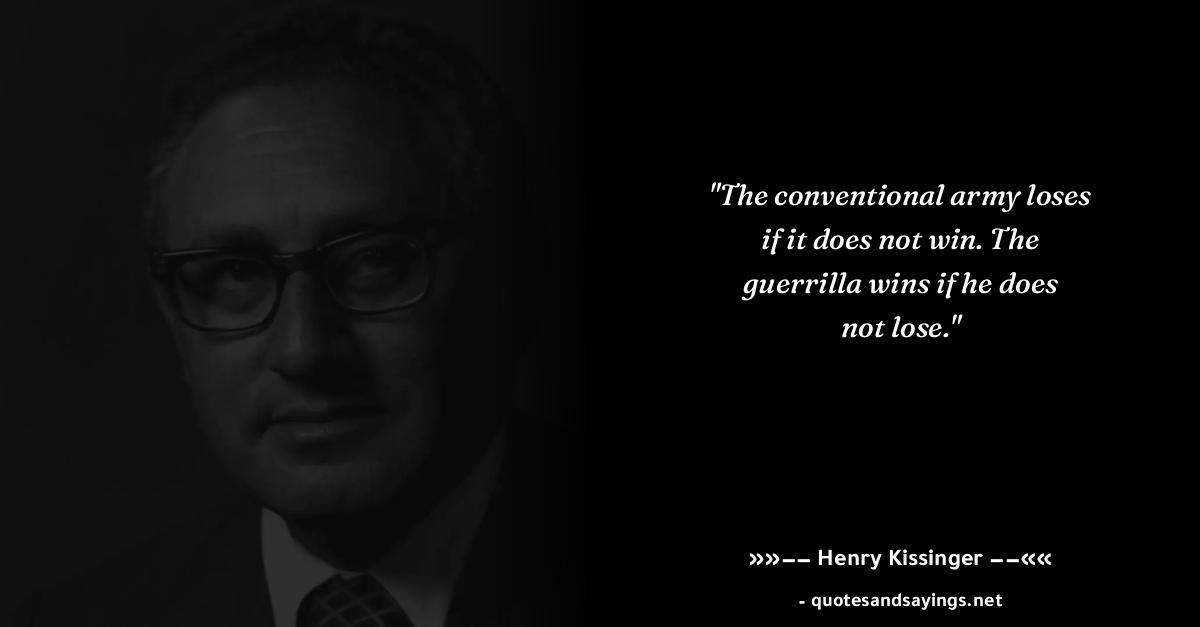 "The conventional army loses
if it does not win. The
guerrilla wins if he does
not lose."
»»-- Henry Kissinger --««
- quotesandsayings.net